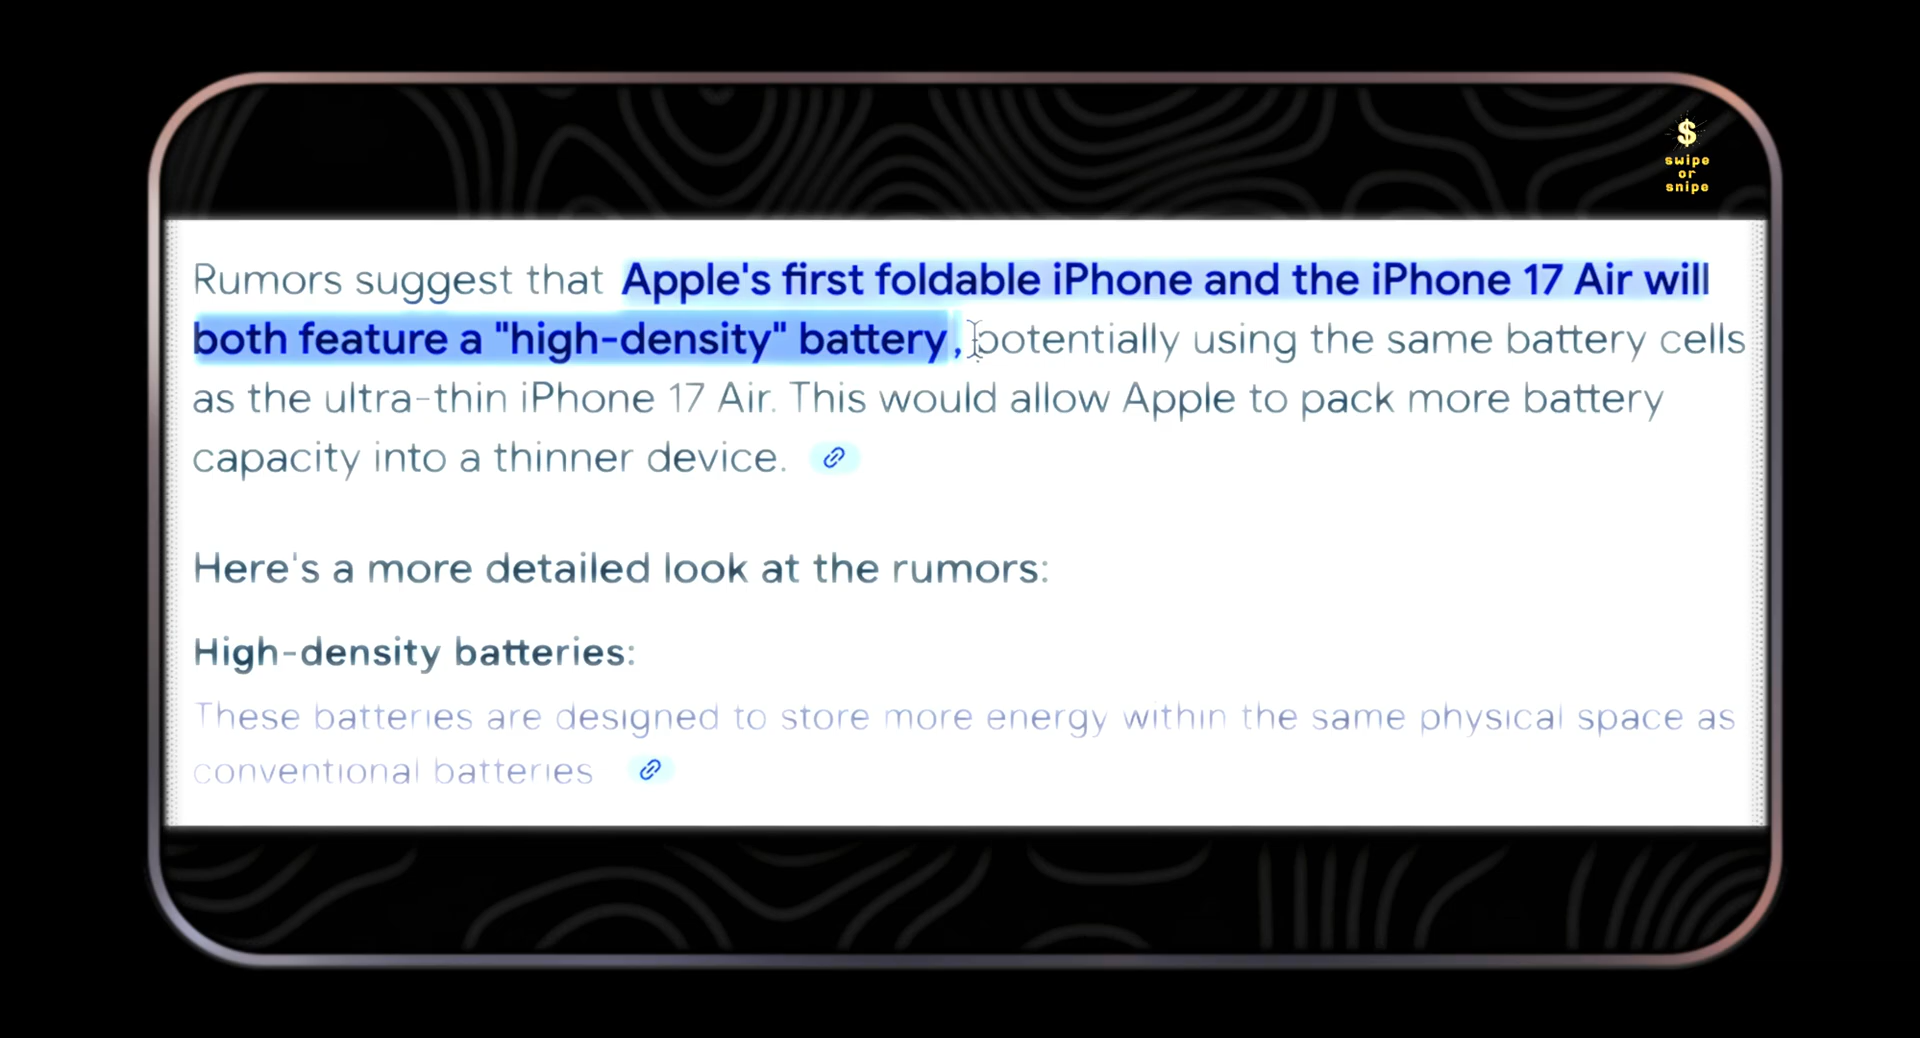 $
swipe
or
snipe
Rumors suggest that Apple's first foldable iPhone and the iPhone 17 Air will
both feature a "high-density" battery, potentially using the same battery cells
as the ultra-thin iPhone 17 Air. This would allow Apple to pack more battery
capacity into a thinner device.
Here's a more detailed look at the rumors:
High-density batteries:
These batteries are designed to store more energy within the same physical space as
conventional batteries